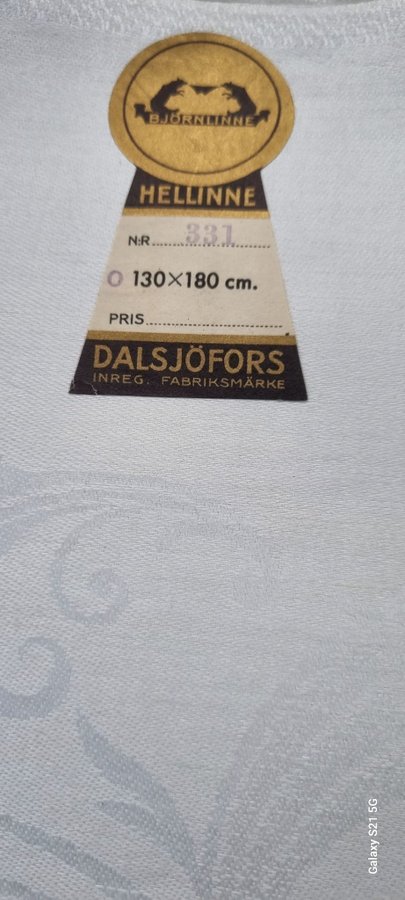 BJÖRNLINNE
HELLINNE
N:R 331
O 130×180 cm.
PRIS
DALSJÖFORS
INREG. FABRIKSMÄRKE
Galaxy S21 5G